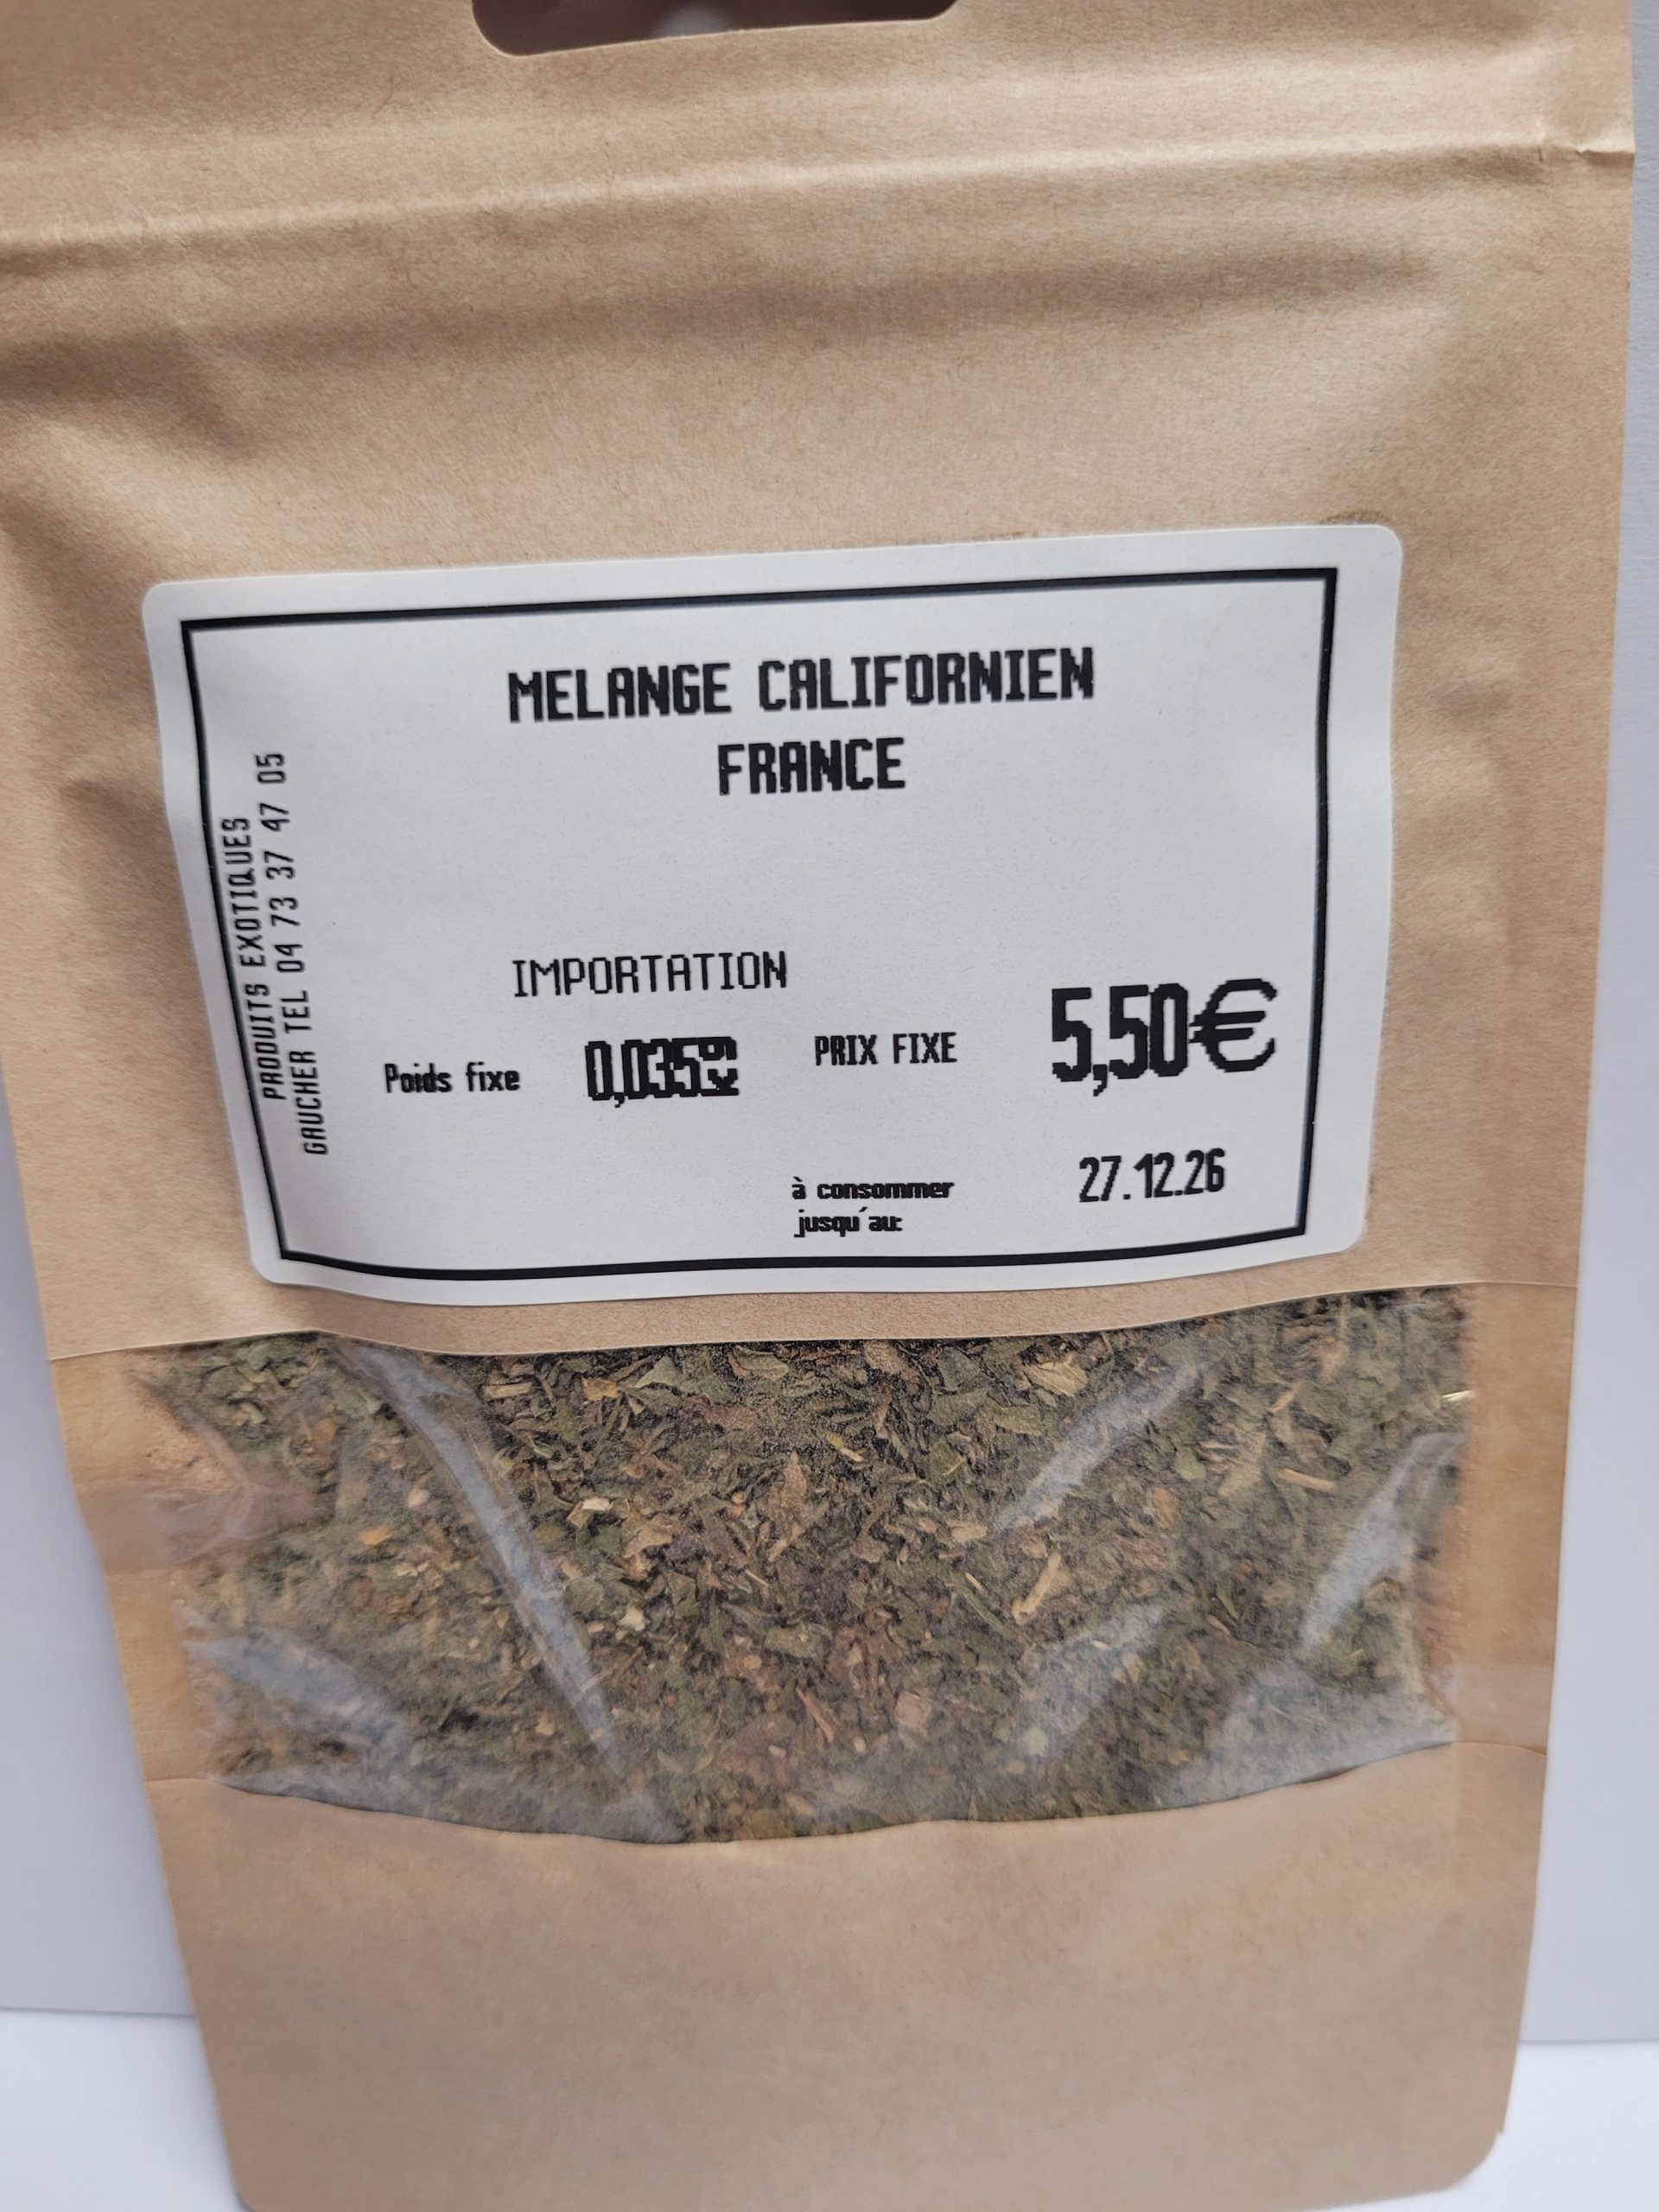 MELANGE CALIFORNIEN
FRANCE
PRODUITS EXOTIQUES
GAUCHER TEL 04 73 37 47 05
IMPORTATION
Poids fixe 0,035kg PRIX FIXE 5,50€
à consommer
jusqu'au: 27.12.26